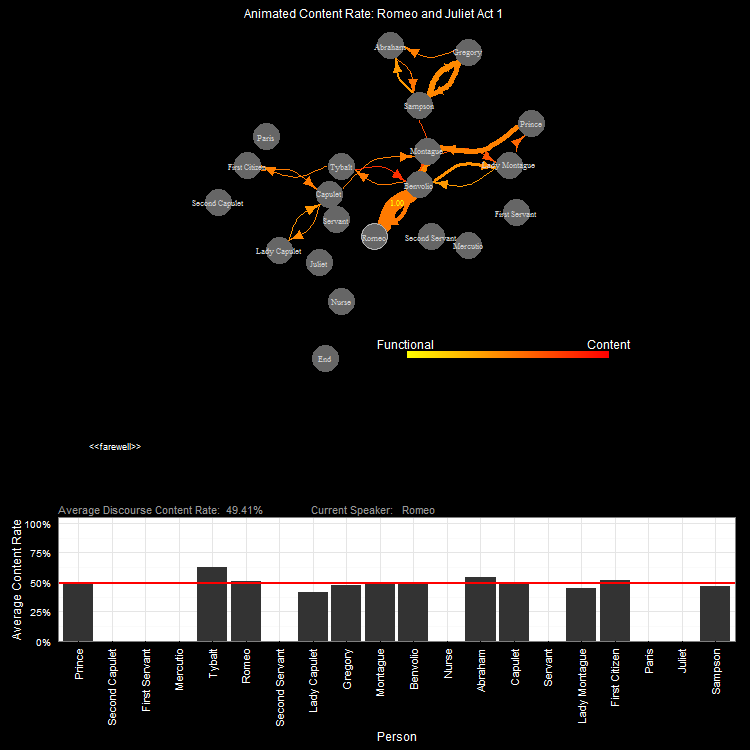 Animated Content Rate: Romeo and Juliet Act 1
Abraham
Gregory
Sampson
Prince
Paris
Montague
First Citizen
Tybalt
Lady Montague
Benvolio
Capulet
Second Capulet
1.00
First Servant
Servant
Romeo
Second Servant
Mercutio
Lady Capulet
Juliet
Nurse
Functional Content
End
<<farewell>>
Average Discourse Content Rate: 49.41% Current Speaker: Romeo
Average Content Rate
100%
75%
50%
25%
0%
Prince
Second Capulet
First Servant
Mercutio
Tybalt
Romeo
Second Servant
Lady Capulet
Gregory
Montague
Benvolio
Nurse
Abraham
Capulet
Servant
Lady Montague
First Citizen
Paris
Juliet
Sampson
Person